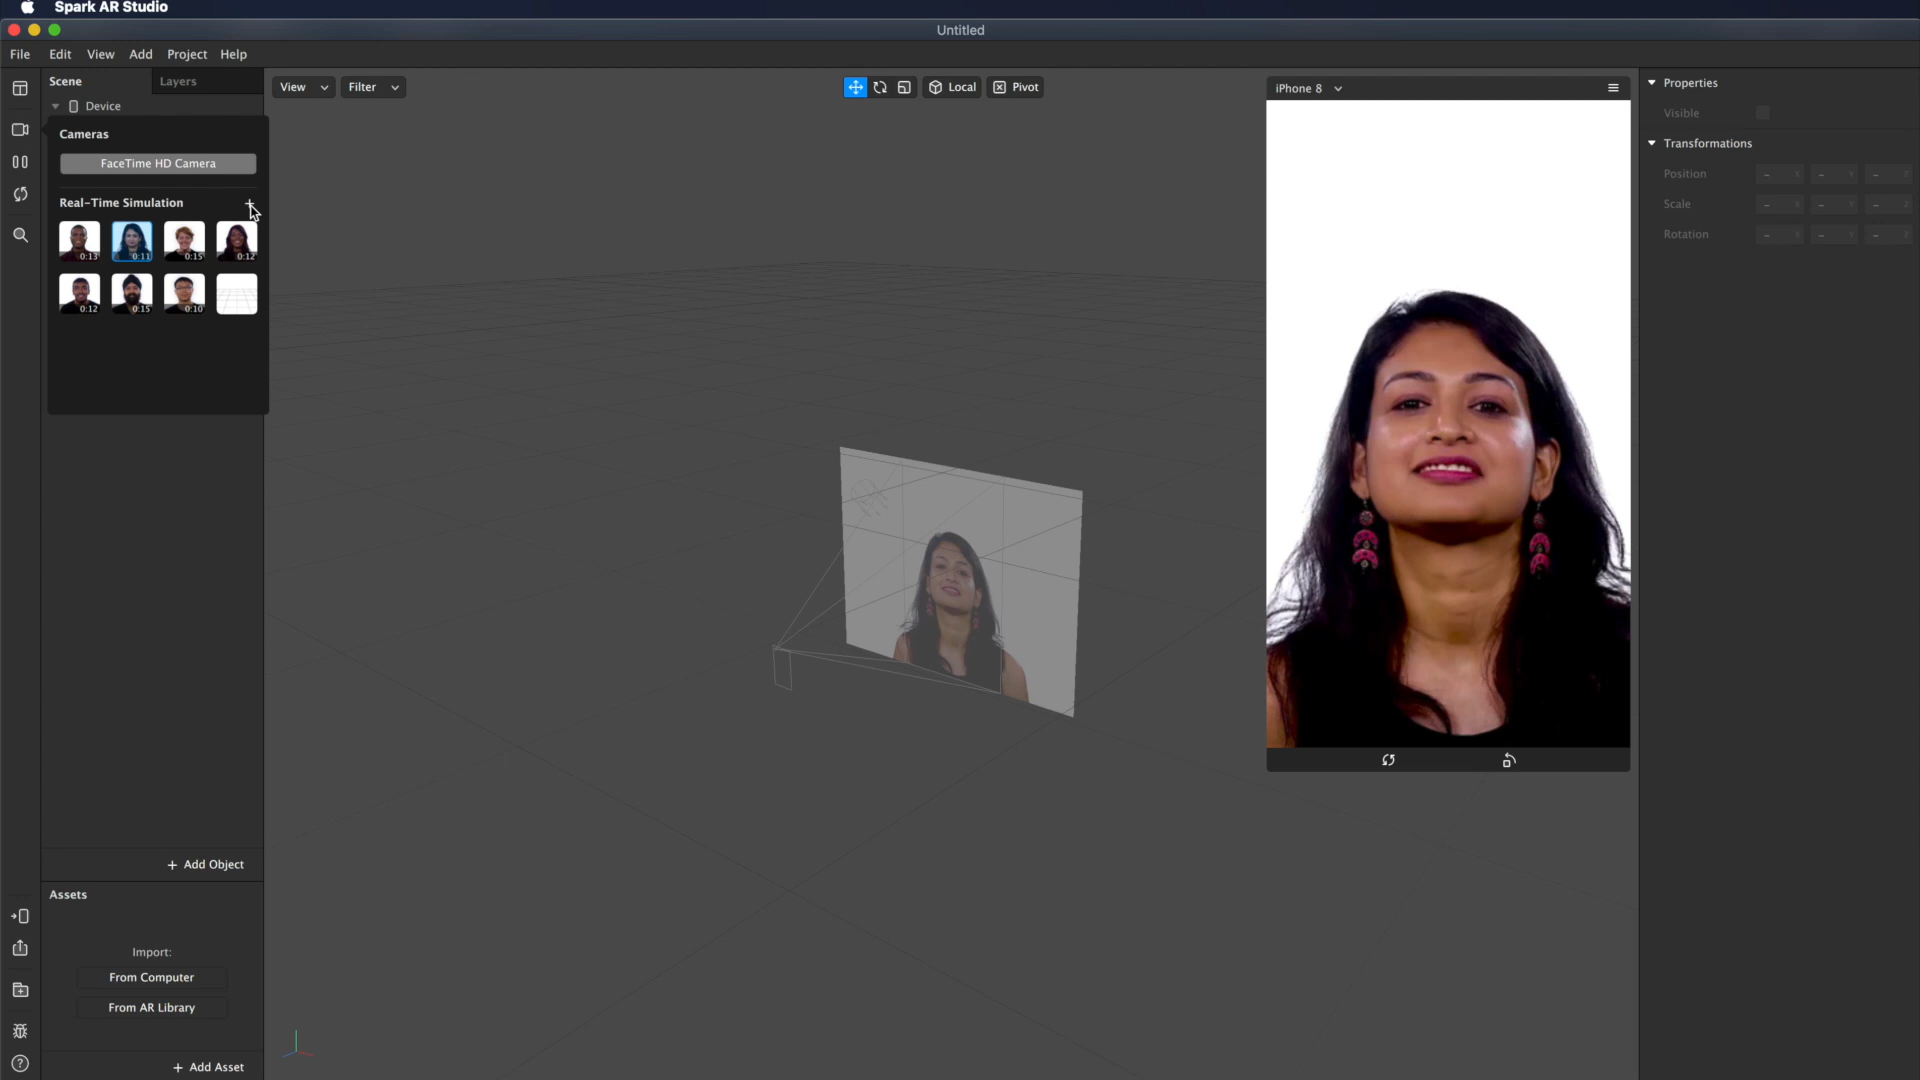 Spark AR Studio
Untitled
File Edit View Add Project Help
Scene Layers
Device
View Filter
Local Pivot
iPhone 8
Properties
Visible
Transformations
Position – X – Y – Z
Scale – X – Y – Z
Rotation – X – Y – Z
Cameras
FaceTime HD Camera
Real-Time Simulation +
0:13 0:11 0:15 0:12
0:12 0:15 0:10
+ Add Object
Assets
Import:
From Computer
From AR Library
+ Add Asset